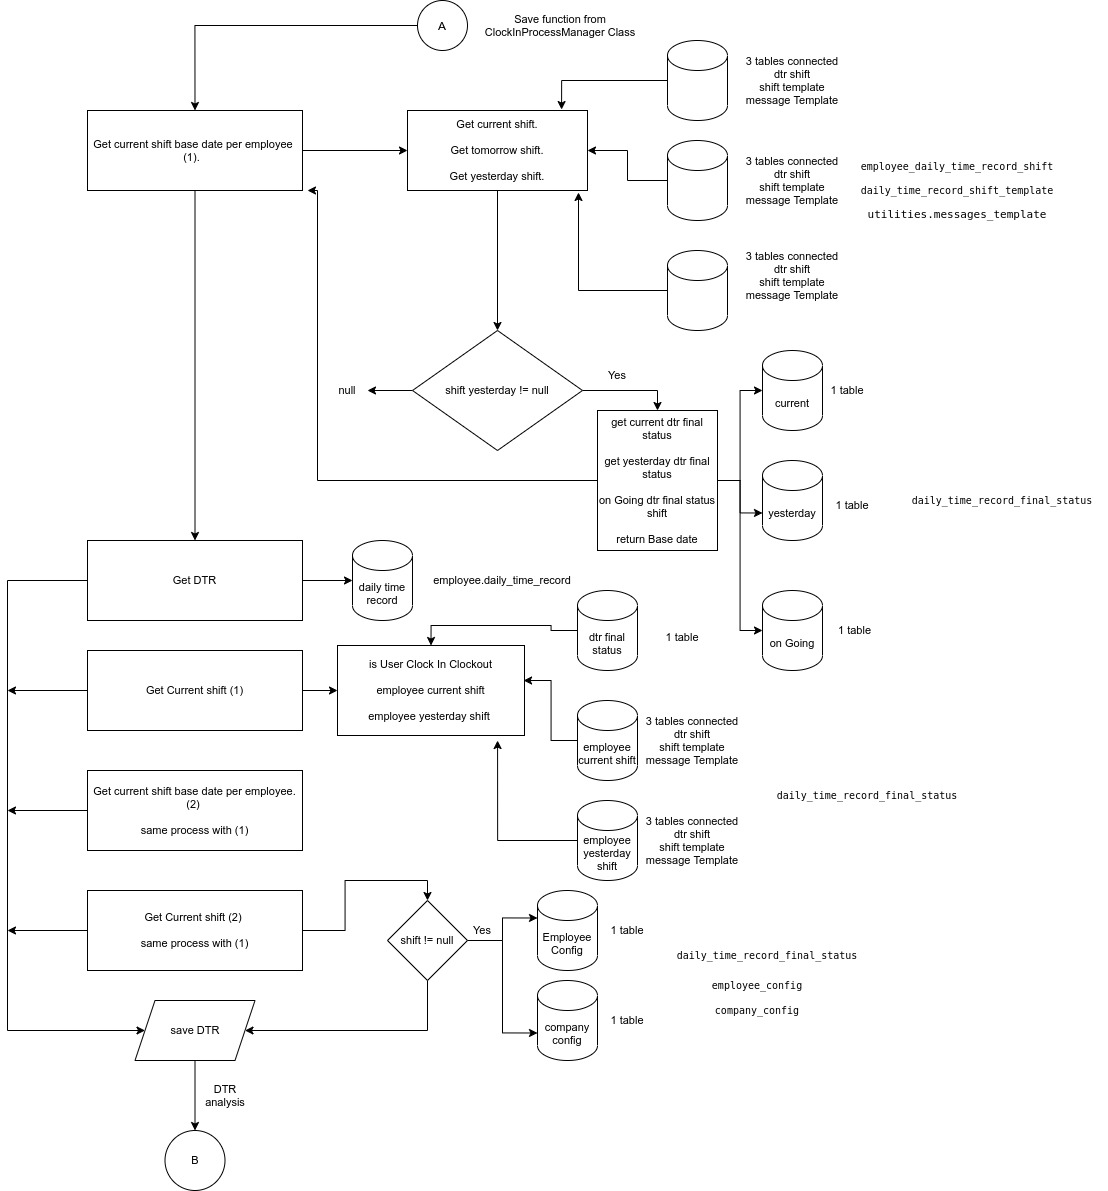 A
Save function from
ClockInProcessManager Class
3 tables connected
dtr shift
shift template
message Template
Get current shift base date per employee
(1).
Get current shift.
Get tomorrow shift.
Get yesterday shift.
3 tables connected
dtr shift
shift template
message Template
employee_daily_time_record_shift
daily_time_record_shift_template
utilities.messages_template
3 tables connected
dtr shift
shift template
message Template
null
shift yesterday != null
Yes
current
1 table
get current dtr final
status
get yesterday dtr final
status
on Going dtr final status
shift
return Base date
yesterday
1 table
daily_time_record_final_status
Get DTR
daily time
record
employee.daily_time_record
dtr final
status
1 table
on Going
1 table
Get Current shift (1)
is User Clock In Clockout
employee current shift
employee yesterday shift
employee
current shift
3 tables connected
dtr shift
shift template
message Template
Get current shift base date per employee.
(2)
same process with (1)
daily_time_record_final_status
employee
yesterday
shift
3 tables connected
dtr shift
shift template
message Template
Get Current shift (2)
same process with (1)
shift != null
Yes
Employee
Config
1 table
daily_time_record_final_status
employee_config
company_config
save DTR
company
config
1 table
DTR
analysis
B